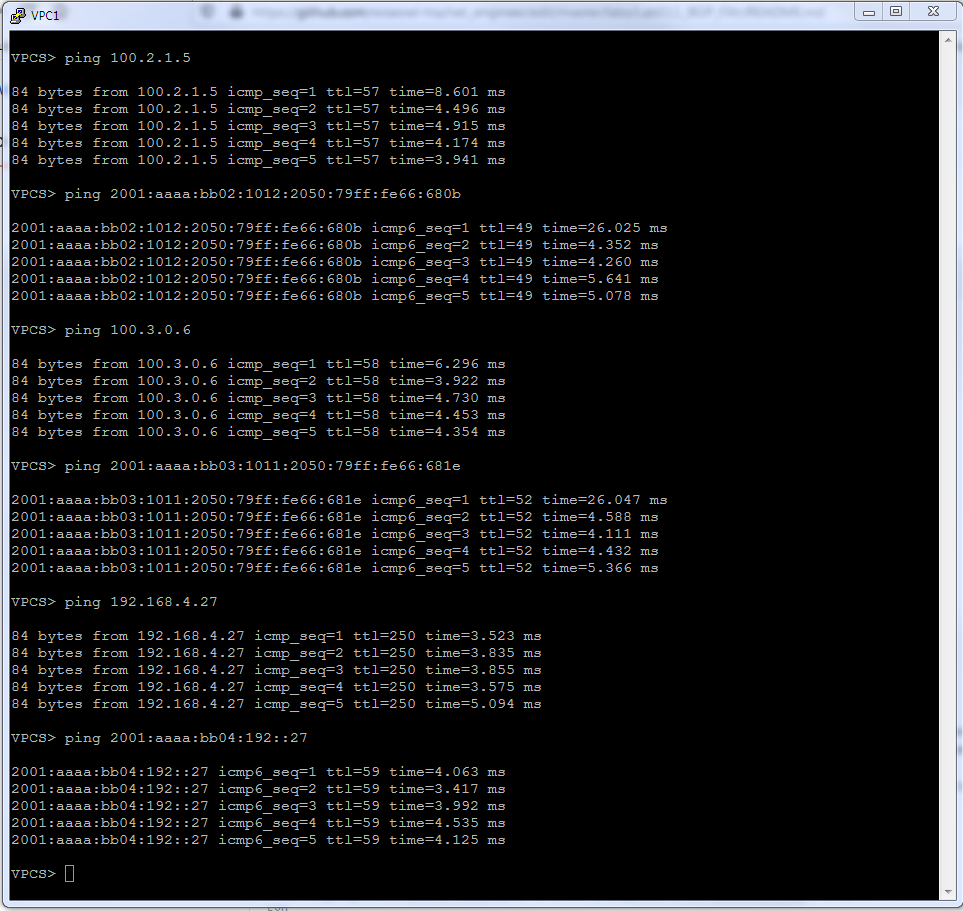 VPC1
VPCS> ping 100.2.1.5
84 bytes from 100.2.1.5 icmp_seq=1 ttl=57 time=8.601 ms
84 bytes from 100.2.1.5 icmp_seq=2 ttl=57 time=4.496 ms
84 bytes from 100.2.1.5 icmp_seq=3 ttl=57 time=4.915 ms
84 bytes from 100.2.1.5 icmp_seq=4 ttl=57 time=4.174 ms
84 bytes from 100.2.1.5 icmp_seq=5 ttl=57 time=3.941 ms
VPCS> ping 2001:aaaa:bb02:1012:2050:79ff:fe66:680b
2001:aaaa:bb02:1012:2050:79ff:fe66:680b icmp6_seq=1 ttl=49 time=26.025 ms
2001:aaaa:bb02:1012:2050:79ff:fe66:680b icmp6_seq=2 ttl=49 time=4.352 ms
2001:aaaa:bb02:1012:2050:79ff:fe66:680b icmp6_seq=3 ttl=49 time=4.260 ms
2001:aaaa:bb02:1012:2050:79ff:fe66:680b icmp6_seq=4 ttl=49 time=5.641 ms
2001:aaaa:bb02:1012:2050:79ff:fe66:680b icmp6_seq=5 ttl=49 time=5.078 ms
VPCS> ping 100.3.0.6
84 bytes from 100.3.0.6 icmp_seq=1 ttl=58 time=6.296 ms
84 bytes from 100.3.0.6 icmp_seq=2 ttl=58 time=3.922 ms
84 bytes from 100.3.0.6 icmp_seq=3 ttl=58 time=4.730 ms
84 bytes from 100.3.0.6 icmp_seq=4 ttl=58 time=4.453 ms
84 bytes from 100.3.0.6 icmp_seq=5 ttl=58 time=4.354 ms
VPCS> ping 2001:aaaa:bb03:1011:2050:79ff:fe66:681e
2001:aaaa:bb03:1011:2050:79ff:fe66:681e icmp6_seq=1 ttl=52 time=26.047 ms
2001:aaaa:bb03:1011:2050:79ff:fe66:681e icmp6_seq=2 ttl=52 time=4.588 ms
2001:aaaa:bb03:1011:2050:79ff:fe66:681e icmp6_seq=3 ttl=52 time=4.111 ms
2001:aaaa:bb03:1011:2050:79ff:fe66:681e icmp6_seq=4 ttl=52 time=4.432 ms
2001:aaaa:bb03:1011:2050:79ff:fe66:681e icmp6_seq=5 ttl=52 time=5.366 ms
VPCS> ping 192.168.4.27
84 bytes from 192.168.4.27 icmp_seq=1 ttl=250 time=3.523 ms
84 bytes from 192.168.4.27 icmp_seq=2 ttl=250 time=3.835 ms
84 bytes from 192.168.4.27 icmp_seq=3 ttl=250 time=3.855 ms
84 bytes from 192.168.4.27 icmp_seq=4 ttl=250 time=3.575 ms
84 bytes from 192.168.4.27 icmp_seq=5 ttl=250 time=5.094 ms
VPCS> ping 2001:aaaa:bb04:192::27
2001:aaaa:bb04:192::27 icmp6_seq=1 ttl=59 time=4.063 ms
2001:aaaa:bb04:192::27 icmp6_seq=2 ttl=59 time=3.417 ms
2001:aaaa:bb04:192::27 icmp6_seq=3 ttl=59 time=3.992 ms
2001:aaaa:bb04:192::27 icmp6_seq=4 ttl=59 time=4.535 ms
2001:aaaa:bb04:192::27 icmp6_seq=5 ttl=59 time=4.125 ms
VPCS>